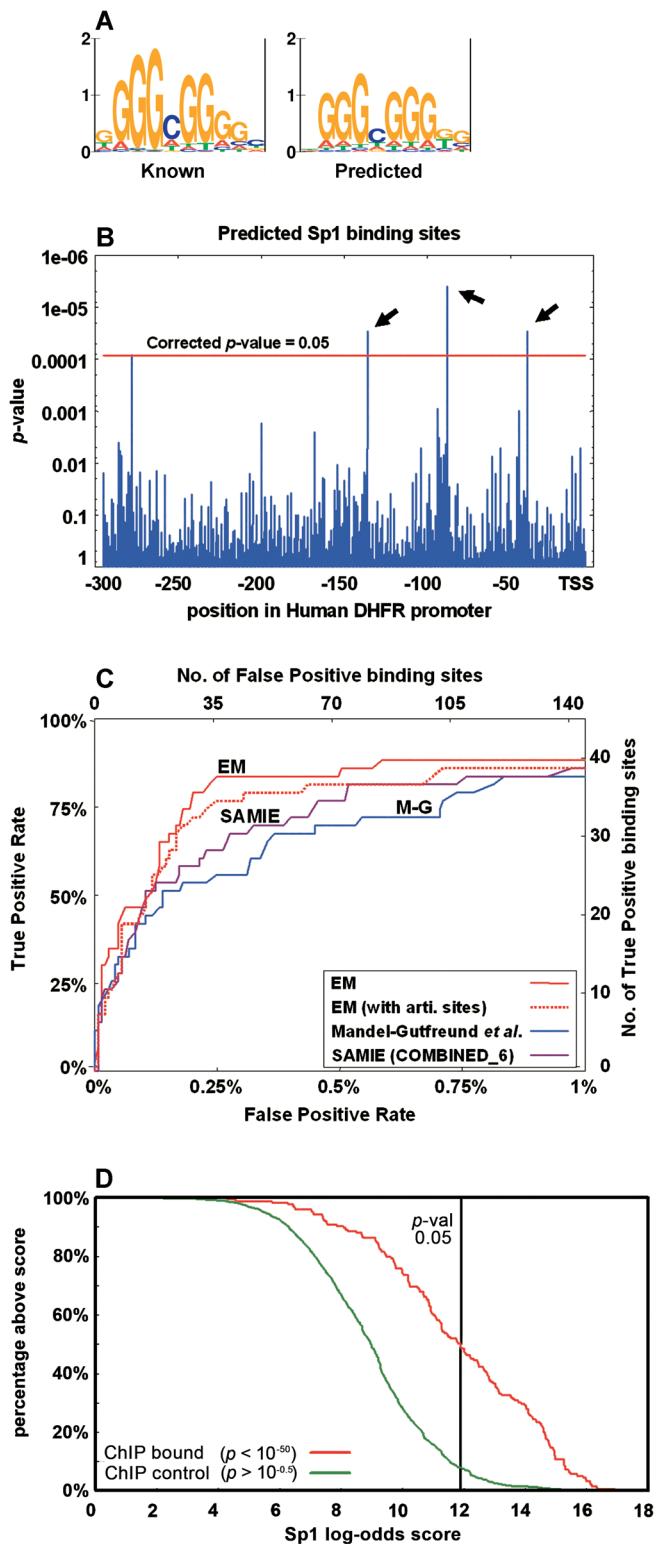 A
2
1
0
2
1
0
G G G G C G G G G C
G G G C G G G G G
Known
Predicted
B
Predicted Sp1 binding sites
1e-06
1e-05
0.0001
0.001
0.01
0.1
1
p-value
Corrected p-value = 0.05
-300 -250 -200 -150 -100 -50 TSS
position in Human DHFR promoter
C
No. of False Positive binding sites
0 35 70 105 140
100%
75%
50%
25%
0%
True Positive Rate
40
30
20
10
0
No. of True Positive binding sites
EM
SAMIE
M-G
EM
EM (with arti. sites)
Mandel-Gutfreund et al.
SAMIE (COMBINED_6)
0% 0.25% 0.5% 0.75% 1%
False Positive Rate
D
100%
80%
60%
40%
20%
0%
percentage above score
p-val
0.05
ChIP bound (p < 10⁻⁵⁰)
ChIP control (p > 10⁻⁰·⁵)
0 2 4 6 8 10 12 14 16 18
Sp1 log-odds score